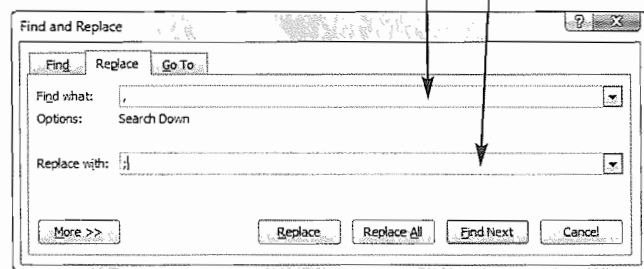 Find and Replace
Find Replace Go To
Find what: ,
Options: Search Down
Replace with: ;
More >> Replace Replace All Find Next Cancel